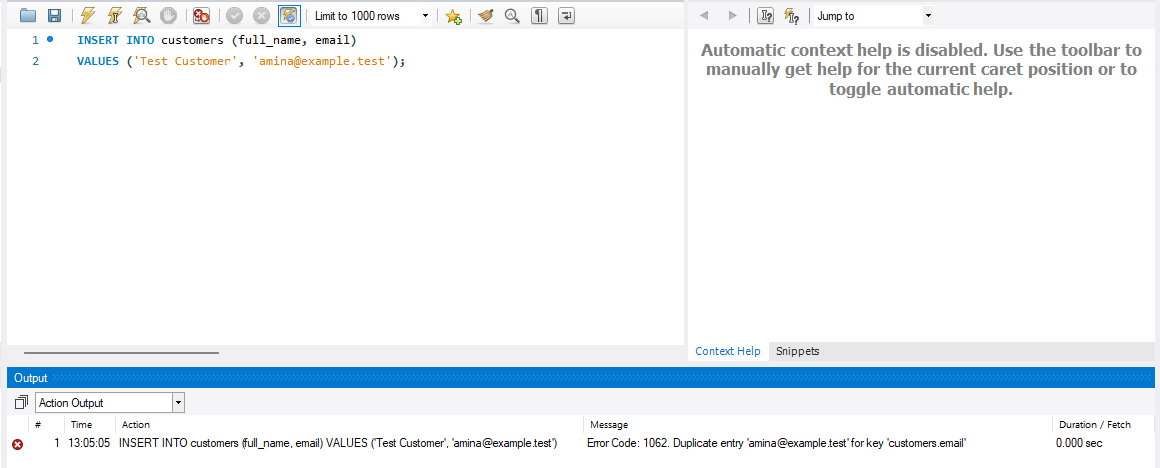 Limit to 1000 rows
Jump to
1 INSERT INTO customers (full_name, email)
2 VALUES ('Test Customer', 'amina@example.test');
Automatic context help is disabled. Use the toolbar to
manually get help for the current caret position or to
toggle automatic help.
Context Help Snippets
Output
Action Output
# Time Action Message Duration / Fetch
1 13:05:05 INSERT INTO customers (full_name, email) VALUES ('Test Customer', 'amina@example.test') Error Code: 1062. Duplicate entry 'amina@example.test' for key 'customers.email' 0.000 sec